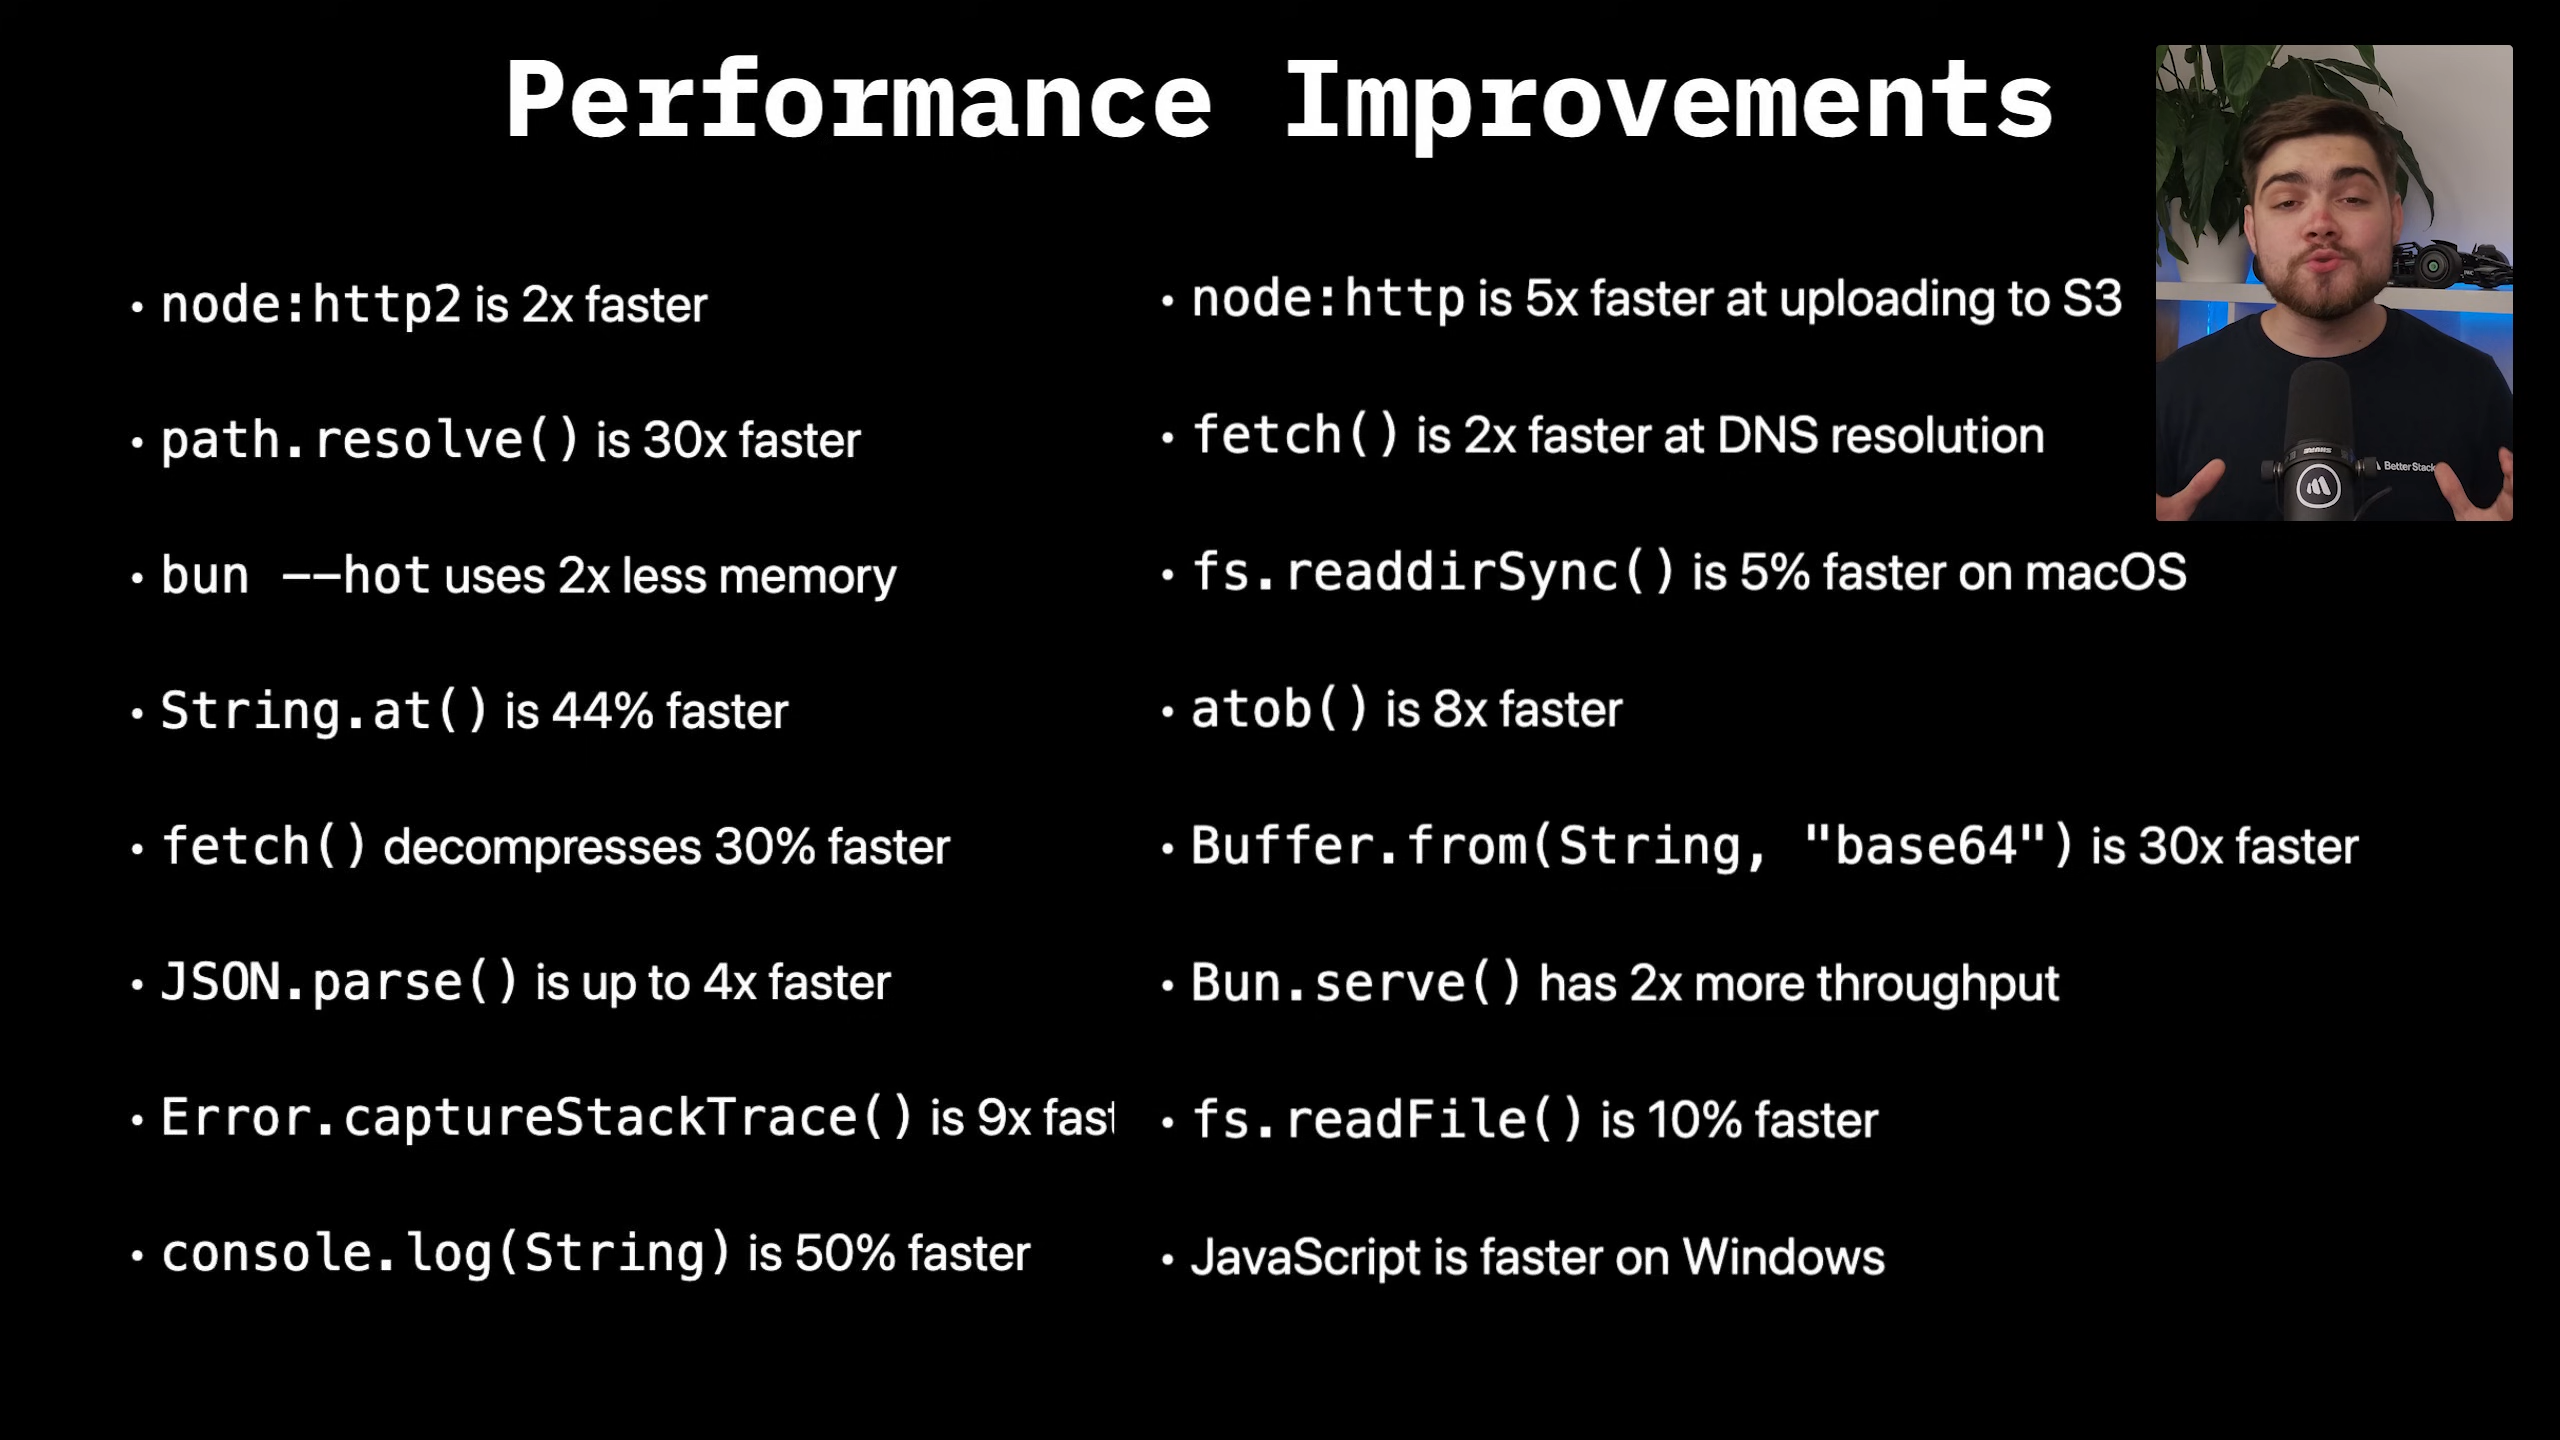 Performance Improvements
• node:http2 is 2x faster
• path.resolve() is 30x faster
• bun --hot uses 2x less memory
• String.at() is 44% faster
• fetch() decompresses 30% faster
• JSON.parse() is up to 4x faster
• Error.captureStackTrace() is 9x fast
• console.log(String) is 50% faster
• node:http is 5x faster at uploading to S3
• fetch() is 2x faster at DNS resolution
• fs.readdirSync() is 5% faster on macOS
• atob() is 8x faster
• Buffer.from(String, "base64") is 30x faster
• Bun.serve() has 2x more throughput
• fs.readFile() is 10% faster
• JavaScript is faster on Windows
Better Stack